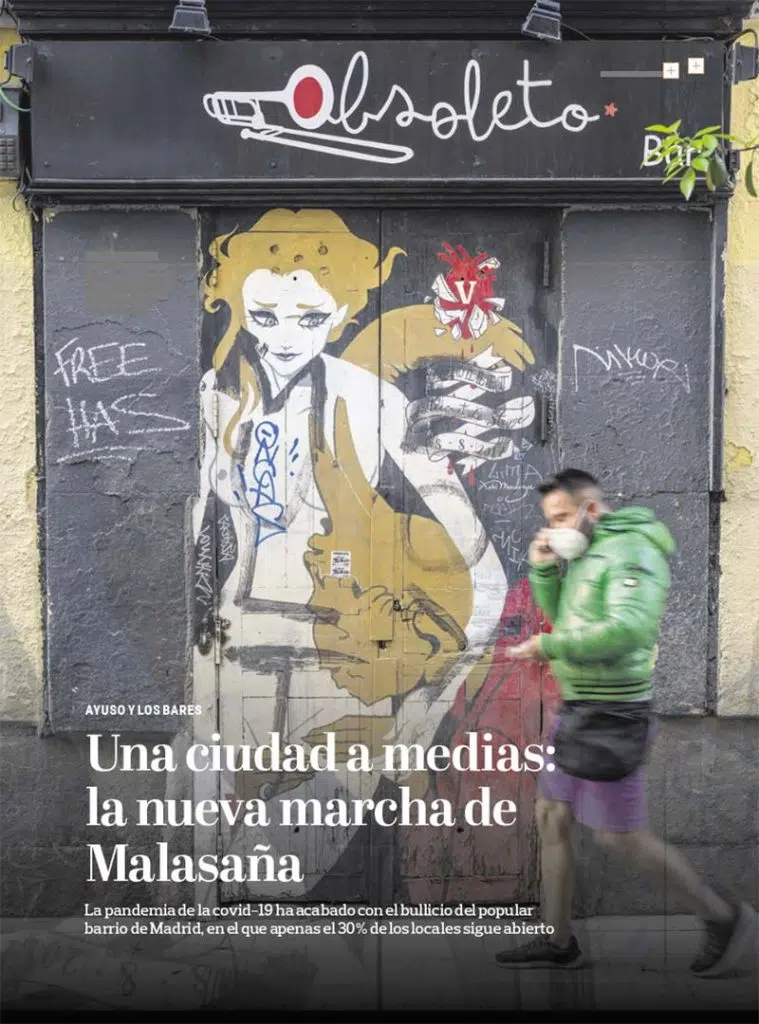 Obsoleto
Bar
V
FREE
HAS
LIMA
AYUSO Y LOS BARES
Una ciudad a medias:
la nueva marcha de
Malasaña
La pandemia de la covid-19 ha acabado con el bullicio del popular
barrio de Madrid, en el que apenas el 30% de los locales sigue abierto